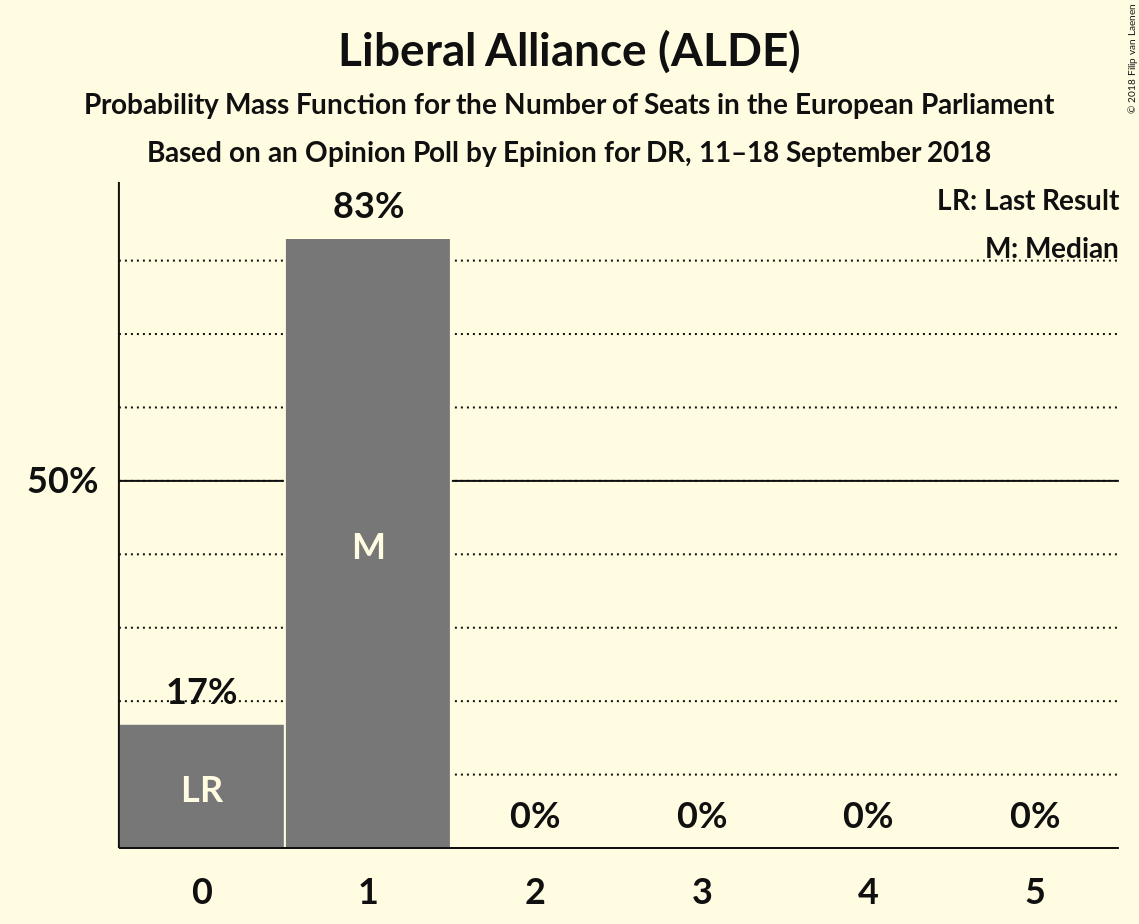 Liberal Alliance (ALDE)
Probability Mass Function for the Number of Seats in the European Parliament
Based on an Opinion Poll by Epinion for DR, 11–18 September 2018
© 2018 Filip van Laenen
LR: Last Result
M: Median
83%
50%
M
17%
LR
0% 0% 0% 0%
0 1 2 3 4 5